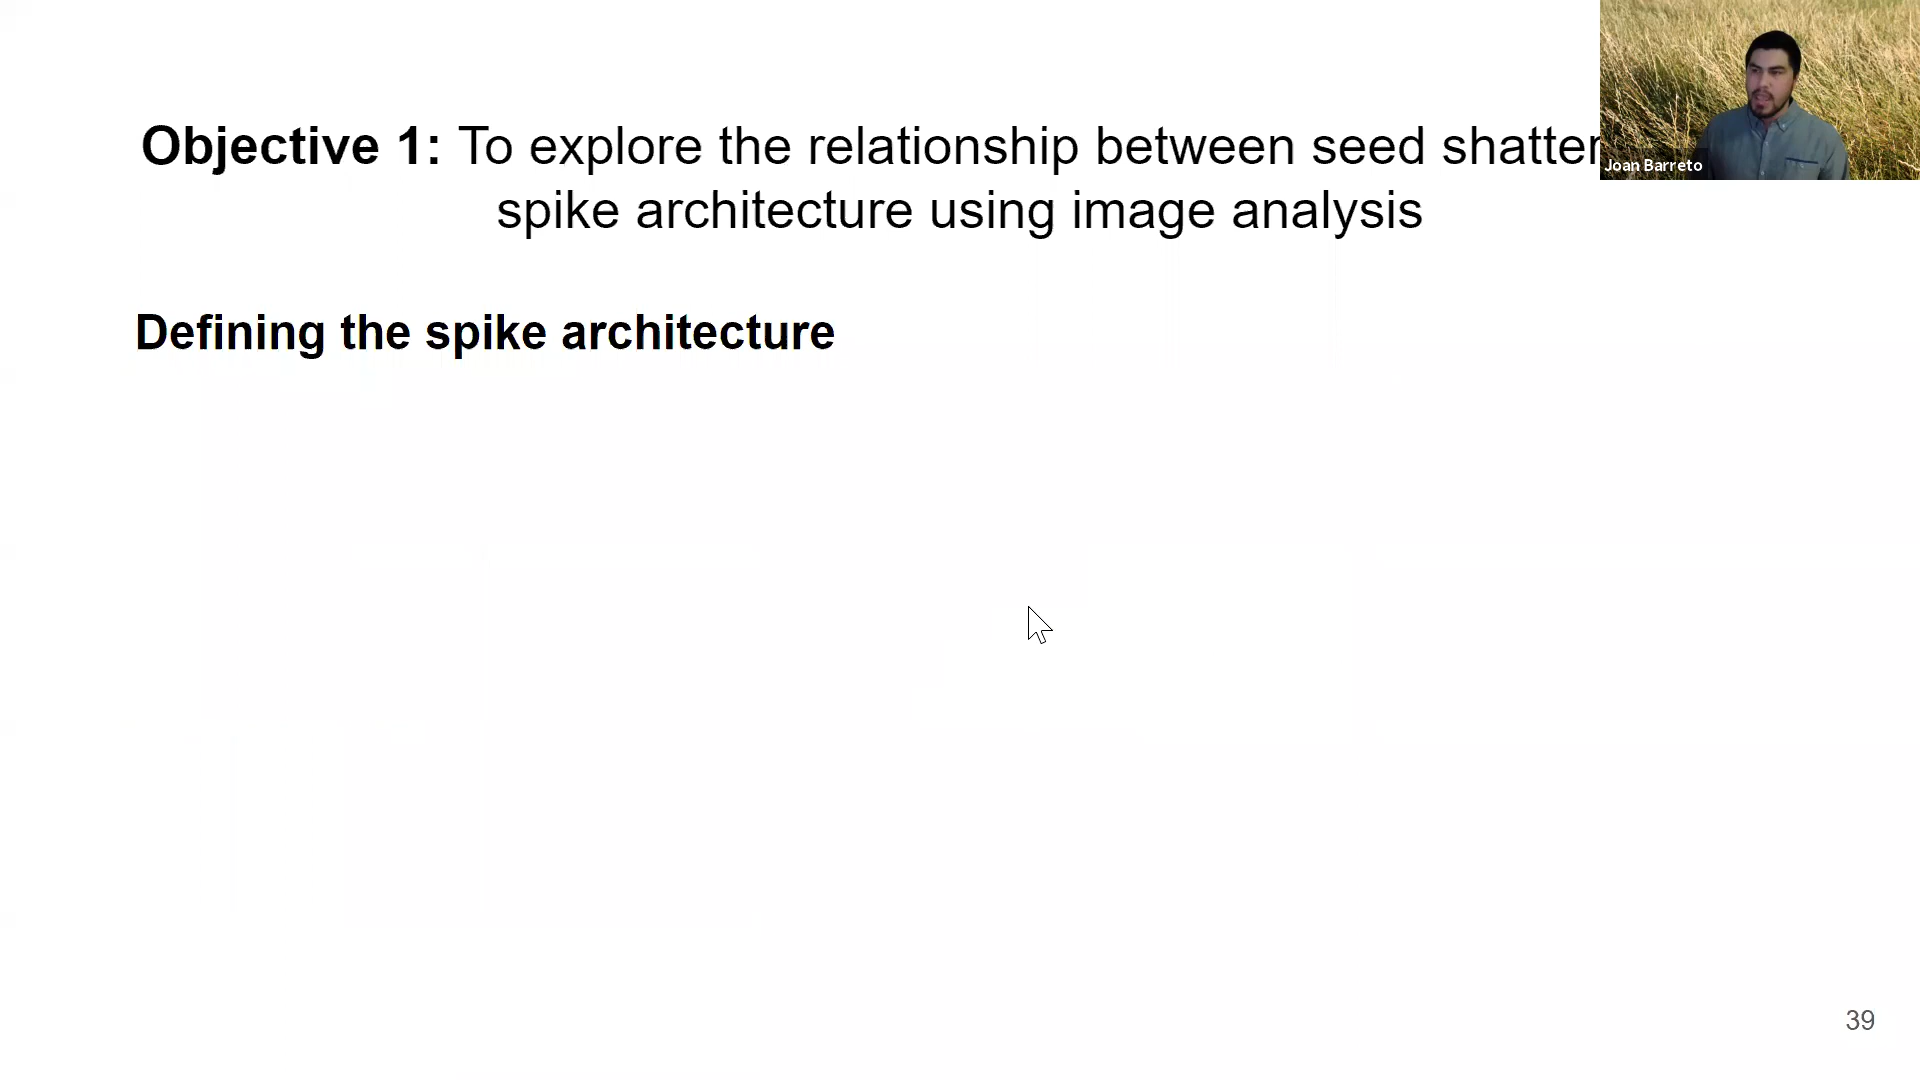 Objective 1: To explore the relationship between seed shatter
spike architecture using image analysis
Joan Barreto
Defining the spike architecture
39